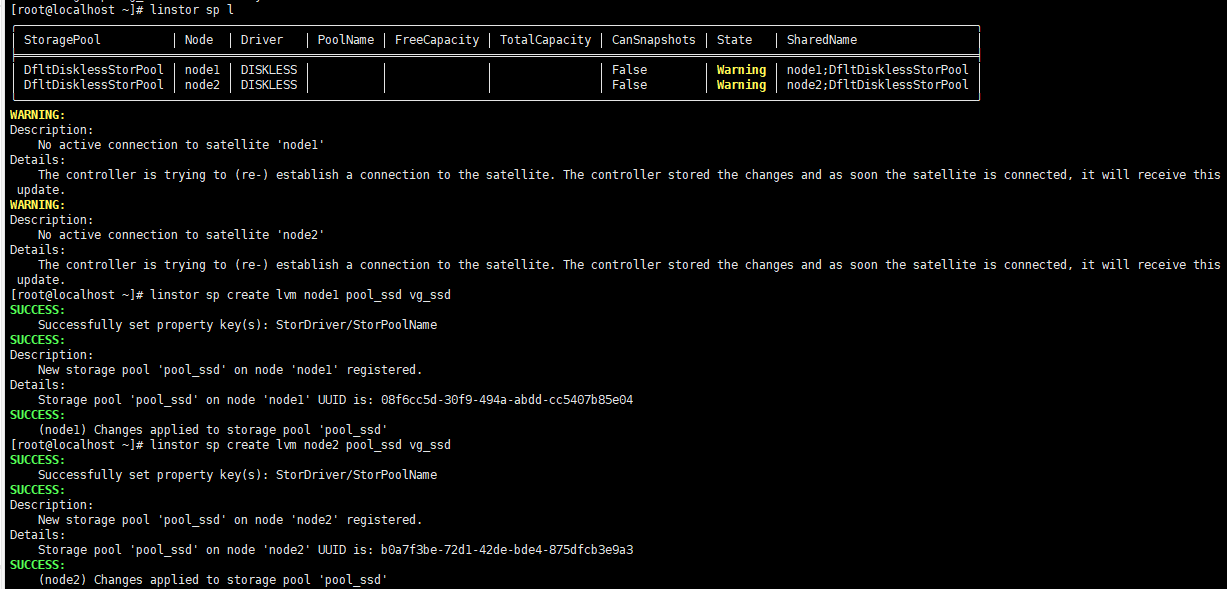 [root@localhost ~]# linstor sp l
StoragePool | Node | Driver | PoolName | FreeCapacity | TotalCapacity | CanSnapshots | State | SharedName
DfltDisklessStorPool | node1 | DISKLESS | | | | False | Warning | node1;DfltDisklessStorPool
DfltDisklessStorPool | node2 | DISKLESS | | | | False | Warning | node2;DfltDisklessStorPool
WARNING:
Description:
    No active connection to satellite 'node1'
Details:
    The controller is trying to (re-) establish a connection to the satellite. The controller stored the changes and as soon the satellite is connected, it will receive this
 update.
WARNING:
Description:
    No active connection to satellite 'node2'
Details:
    The controller is trying to (re-) establish a connection to the satellite. The controller stored the changes and as soon the satellite is connected, it will receive this
 update.
[root@localhost ~]# linstor sp create lvm node1 pool_ssd vg_ssd
SUCCESS:
    Successfully set property key(s): StorDriver/StorPoolName
SUCCESS:
Description:
    New storage pool 'pool_ssd' on node 'node1' registered.
Details:
    Storage pool 'pool_ssd' on node 'node1' UUID is: 08f6cc5d-30f9-494a-abdd-cc5407b85e04
SUCCESS:
    (node1) Changes applied to storage pool 'pool_ssd'
[root@localhost ~]# linstor sp create lvm node2 pool_ssd vg_ssd
SUCCESS:
    Successfully set property key(s): StorDriver/StorPoolName
SUCCESS:
Description:
    New storage pool 'pool_ssd' on node 'node2' registered.
Details:
    Storage pool 'pool_ssd' on node 'node2' UUID is: b0a7f3be-72d1-42de-bde4-875dfcb3e9a3
SUCCESS:
    (node2) Changes applied to storage pool 'pool_ssd'